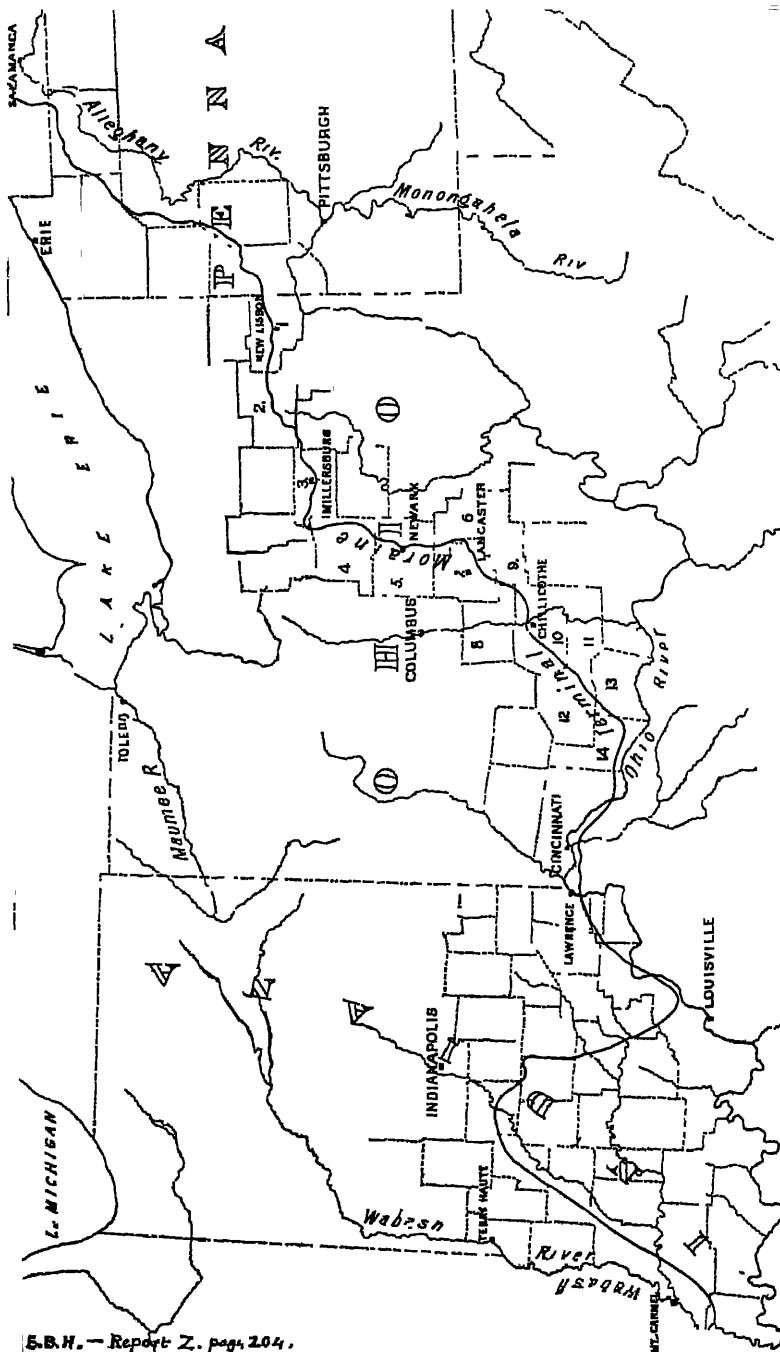 SALAMANCA
Alleghany
Riv.
PENNA
ERIE
PITTSBURGH
Monongahela
Riv
LAKE ERIE
NEW LISBON
1
2.
3.
MILLERSBURG
OHIO
NEWARK
LANCASTER
6
Moraine
4.
5.
7.
9.
CHILLICOTHE
COLUMBUS
8
10
11
12
13
14
Terminal
River
Ohio
TOLEDO
Maumee R
CINCINNATI
LAWRENCE
LOUISVILLE
INDIANA
INDIANAPOLIS
L. MICHIGAN
TERRE HAUTE
Wabash
River
Wabash
MT. CARMEL
E.B.H. — Report Z. page 204.